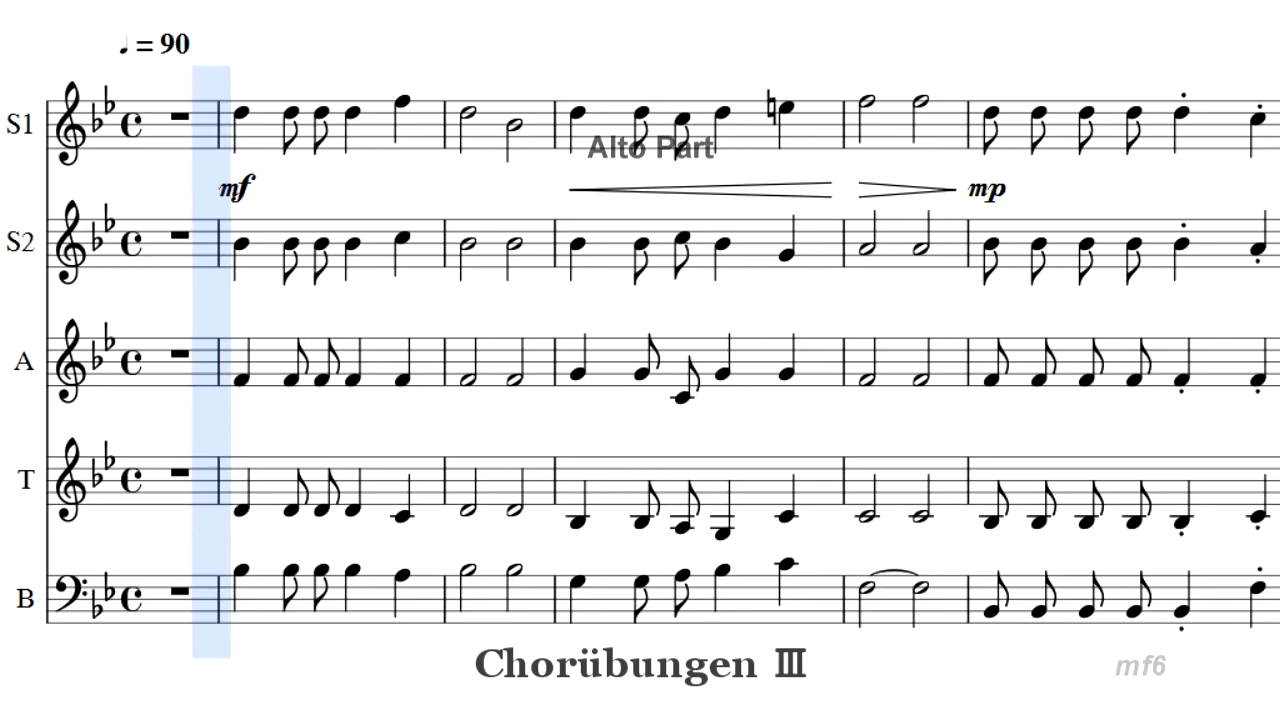 ♩ = 90
S1
Alto Part
mf
mp
S2
A
T
B
Chorübungen Ⅲ
mf6